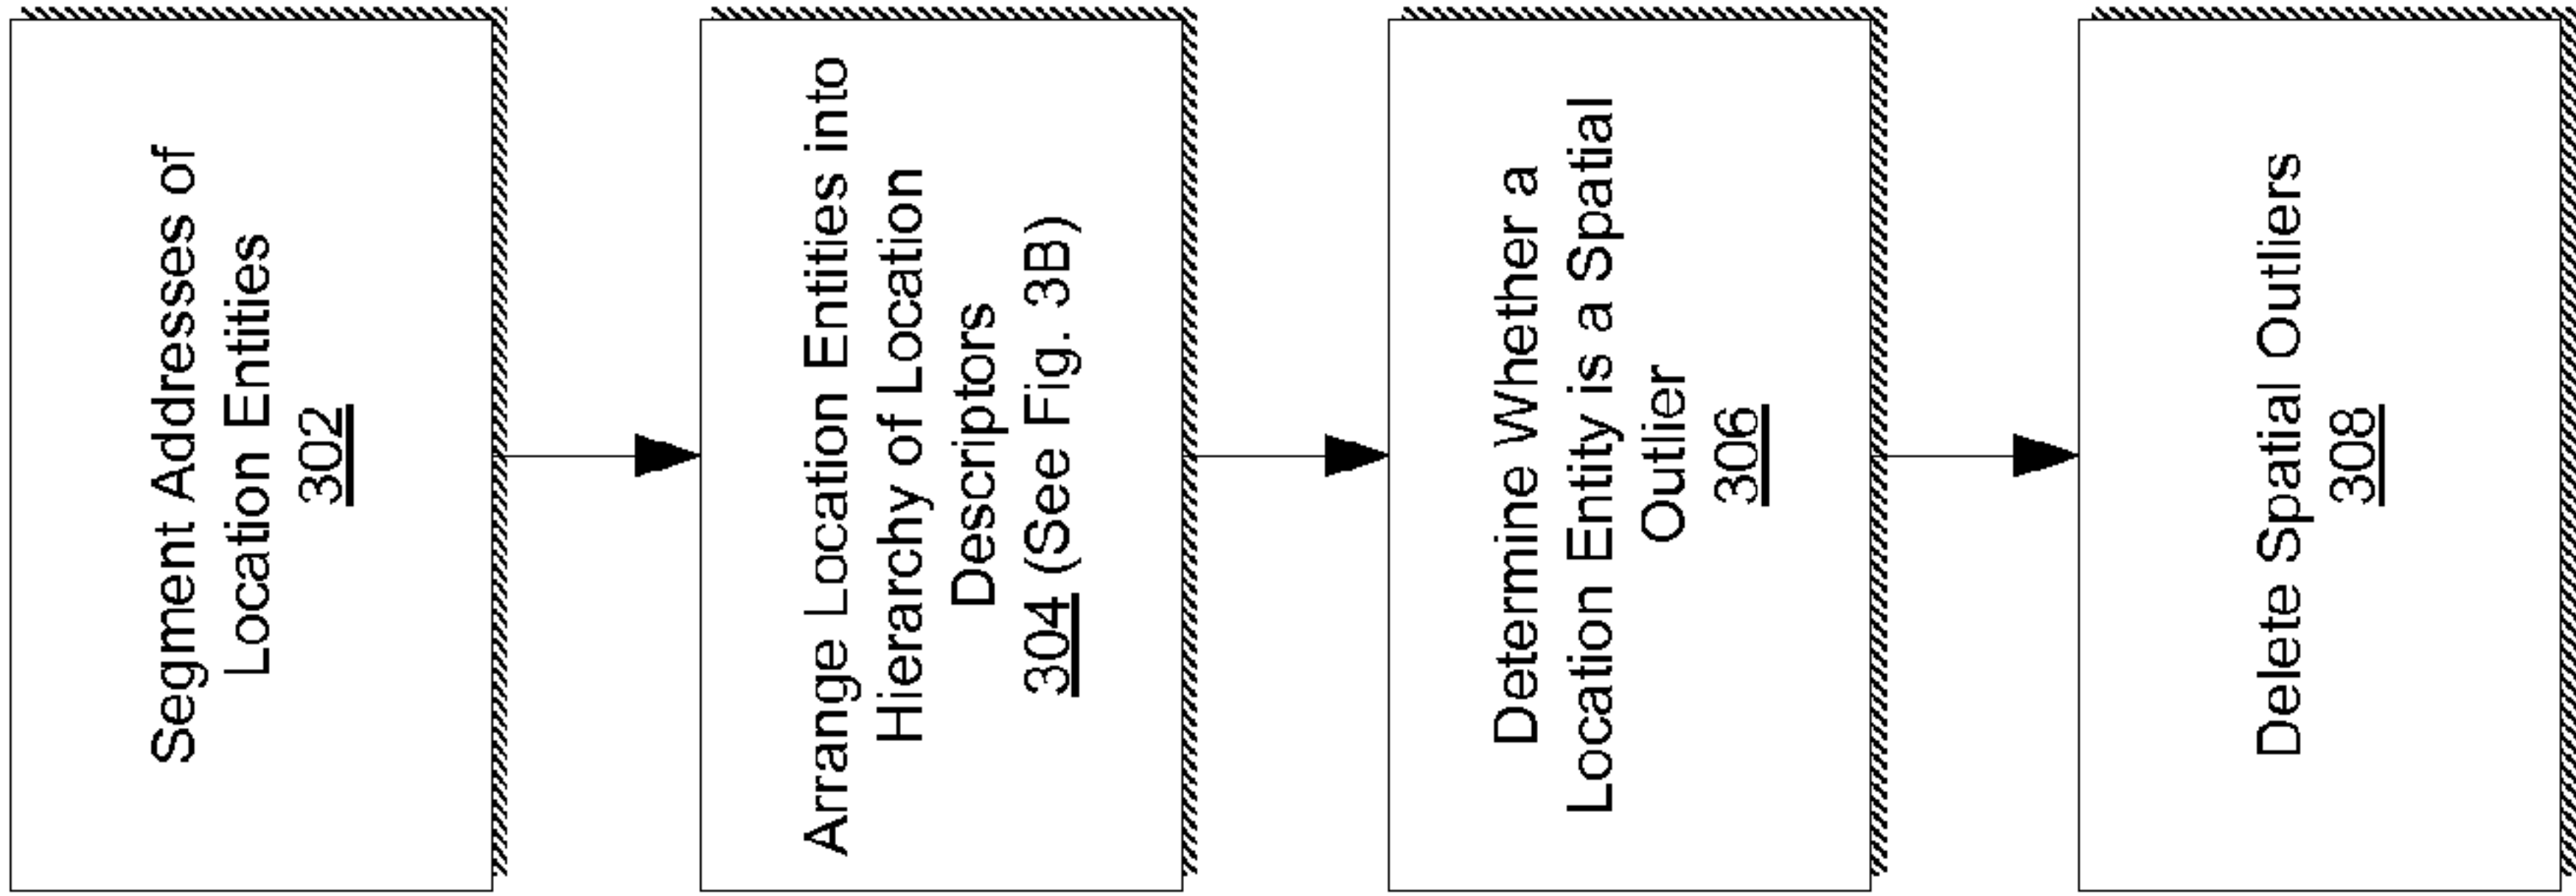 Segment Addresses of
Location Entities
302
Arrange Location Entities into
Hierarchy of Location
Descriptors
304 (See Fig. 3B)
Determine Whether a
Location Entity is a Spatial
Outlier
306
Delete Spatial Outliers
308